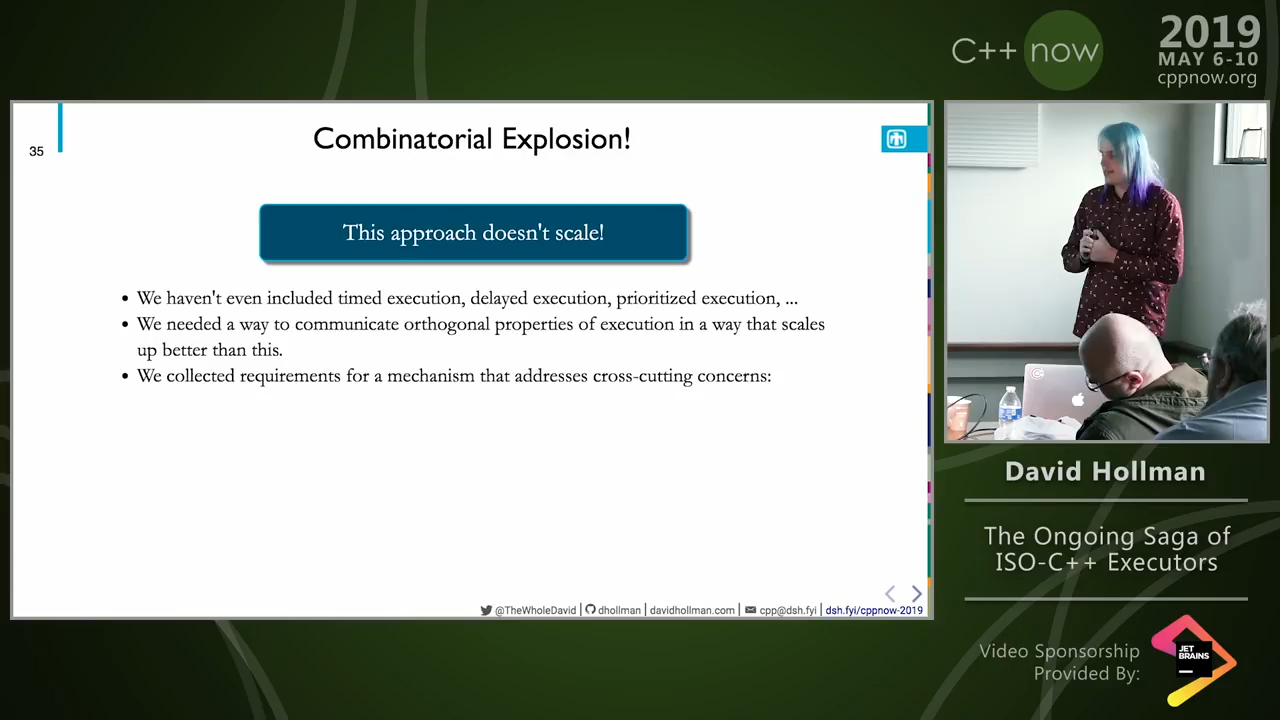 C++ now
2019
MAY 6-10
cppnow.org
35
Combinatorial Explosion!
This approach doesn't scale!
• We haven't even included timed execution, delayed execution, prioritized execution, ...
• We needed a way to communicate orthogonal properties of execution in a way that scales
up better than this.
• We collected requirements for a mechanism that addresses cross-cutting concerns:
@TheWholeDavid | dhollman | davidhollman.com | cpp@dsh.fyi | dsh.fyi/cppnow-2019
David Hollman
The Ongoing Saga of
ISO-C++ Executors
Video Sponsorship
Provided By:
JET
BRAINS